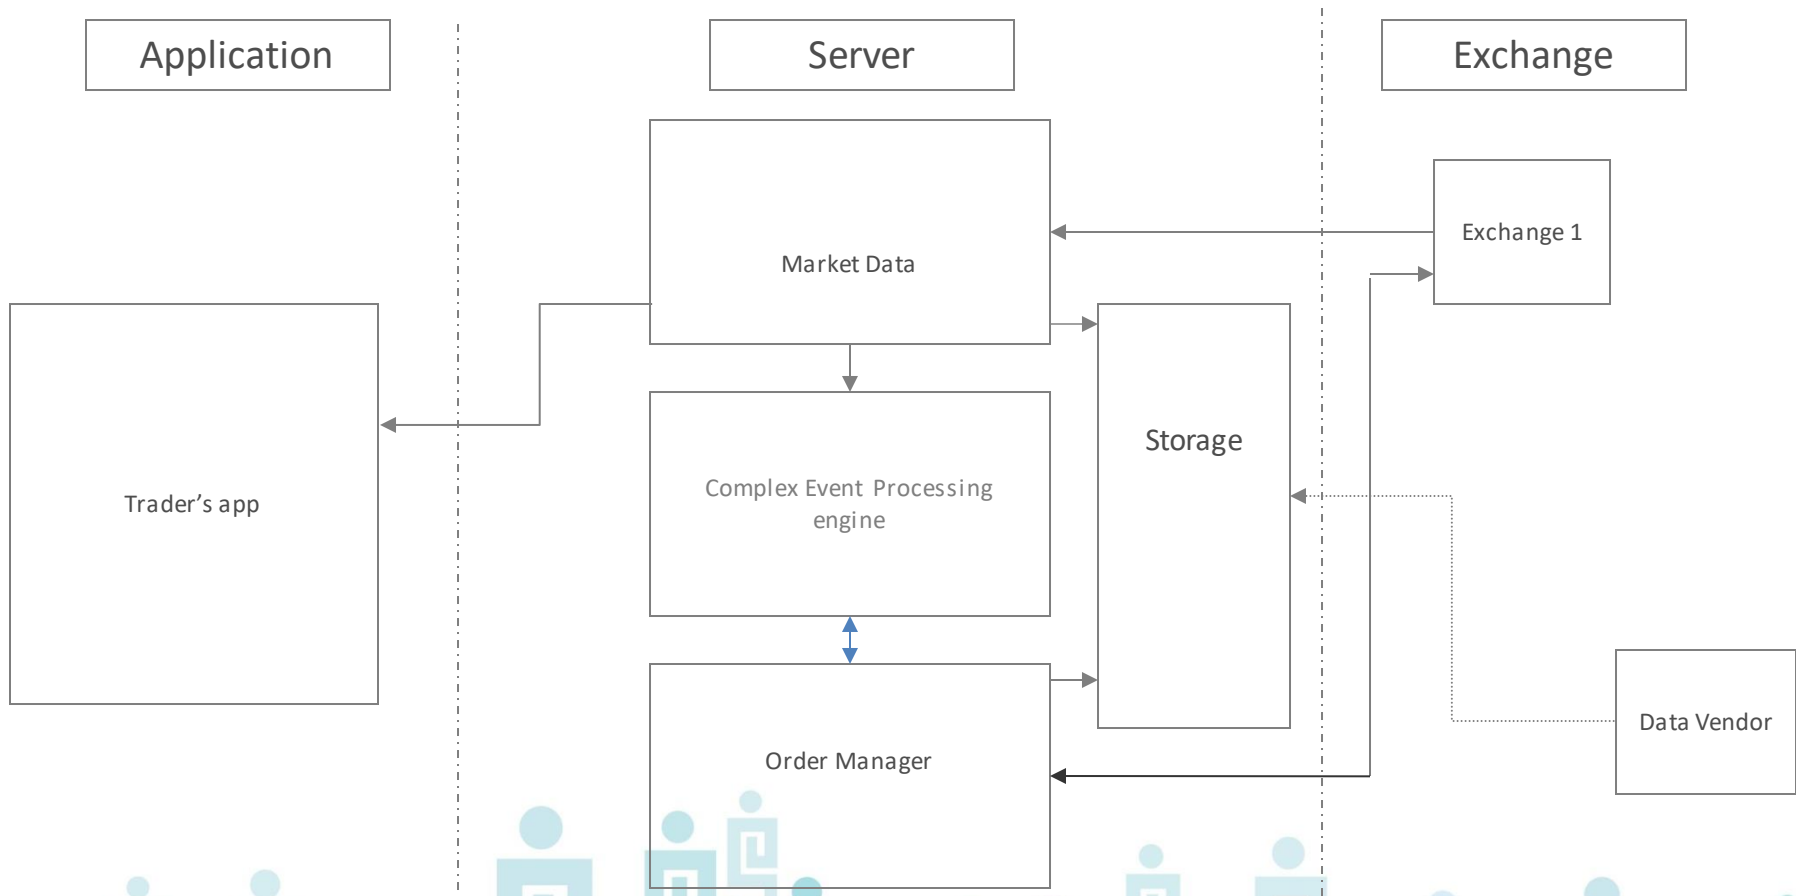 Application
Server
Exchange
Exchange 1
Market Data
Storage
Complex Event Processing
engine
Trader’s app
Data Vendor
Order Manager